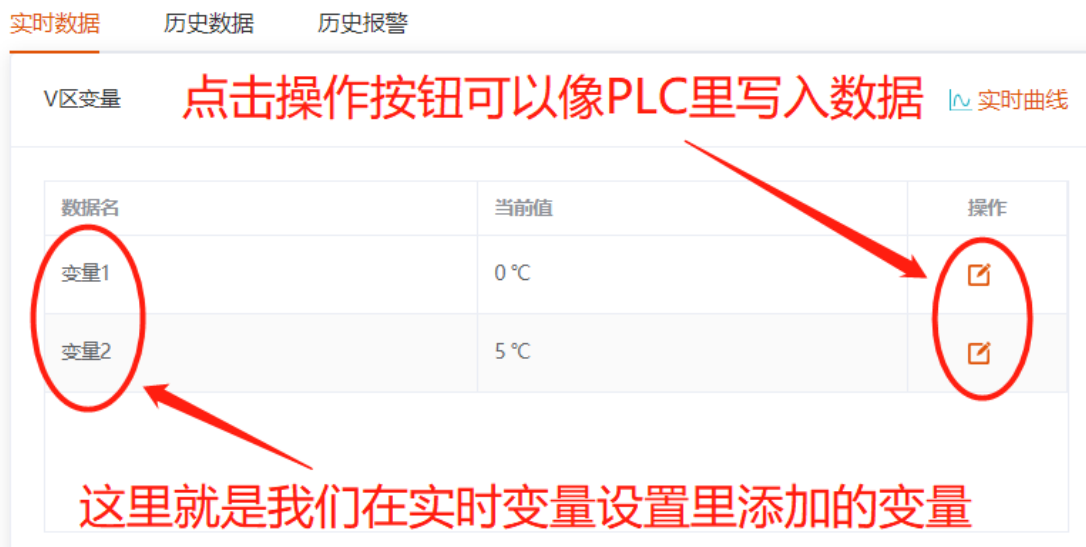 实时数据 历史数据 历史报警
V区变量 点击操作按钮可以像PLC里写入数据 实时曲线
数据名 当前值 操作
变量1 0 ℃
变量2 5 ℃
这里就是我们在实时变量设置里添加的变量